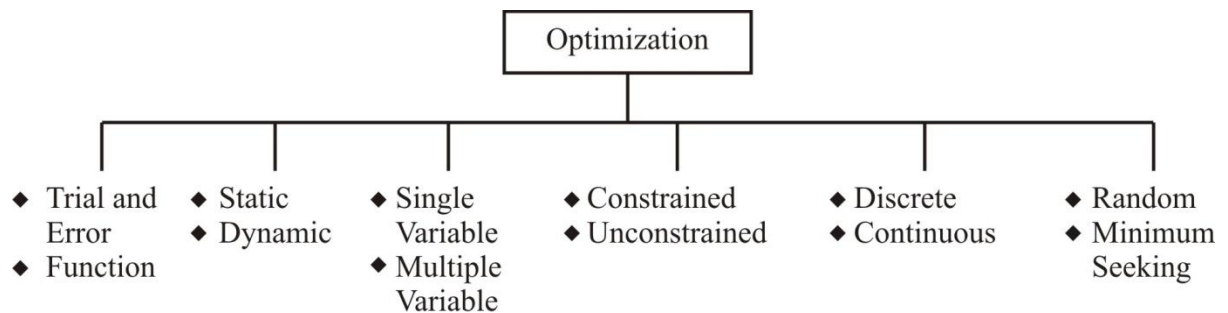 Optimization
◆ Trial and
Error
◆ Function
◆ Static
◆ Dynamic
◆ Single
Variable
◆ Multiple
Variable
◆ Constrained
◆ Unconstrained
◆ Discrete
◆ Continuous
◆ Random
◆ Minimum
Seeking